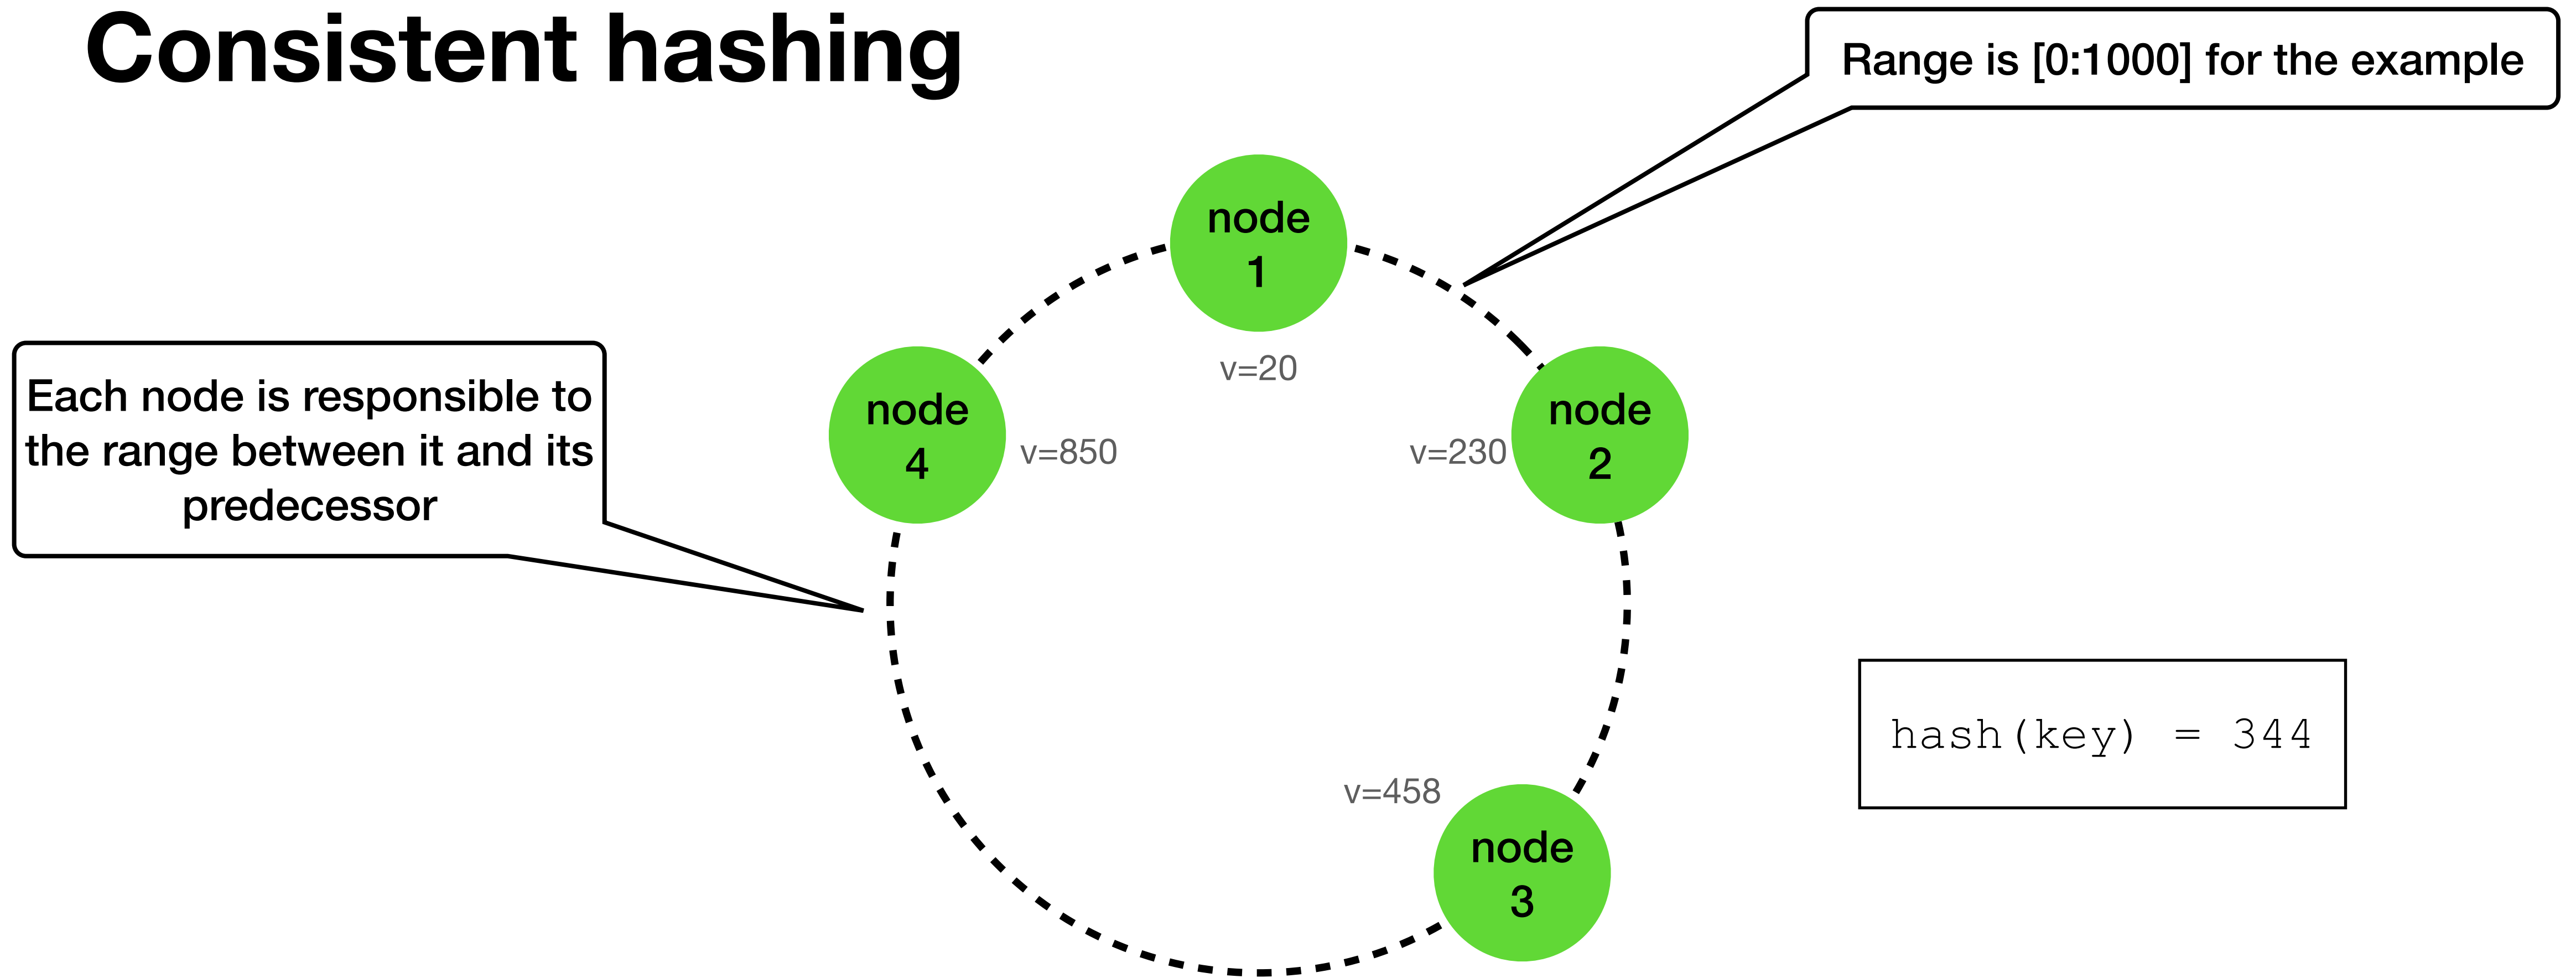 Consistent hashing
Range is [0:1000] for the example
node
1
v=20
Each node is responsible to
the range between it and its
predecessor
node
4
v=850
v=230
node
2
hash(key) = 344
v=458
node
3